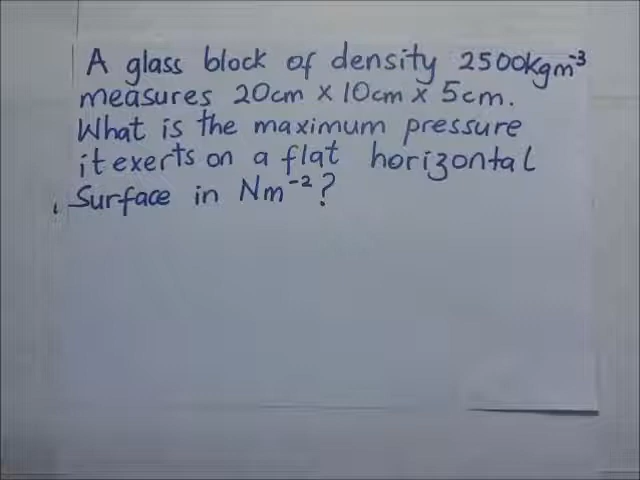 A glass block of density 2500kgm⁻³
measures 20cm x 10cm x 5cm.
What is the maximum pressure
it exerts on a flat horizontal
Surface in Nm⁻²?